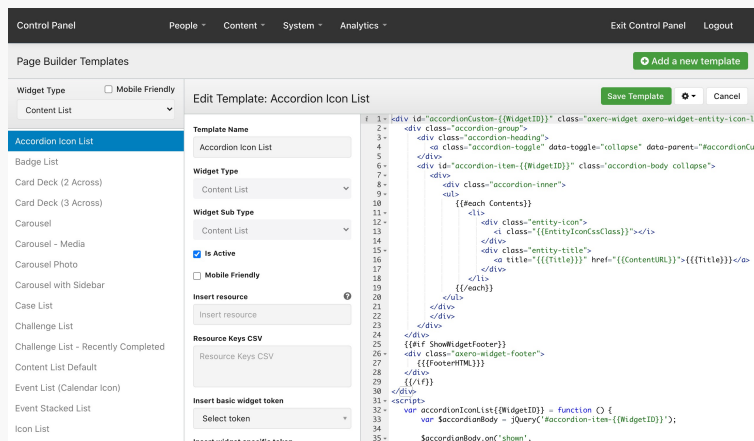 Control Panel People Content System Analytics Exit Control Panel Logout
Page Builder Templates Add a new template
Widget Type Mobile Friendly
Content List
Accordion Icon List
Badge List
Card Deck (2 Across)
Card Deck (3 Across)
Carousel
Carousel - Media
Carousel Photo
Carousel with Sidebar
Case List
Challenge List
Challenge List - Recently Completed
Content List Default
Event List (Calendar Icon)
Event Stacked List
Icon List
Edit Template: Accordion Icon List Save Template Cancel
Template Name
Accordion Icon List
Widget Type
Content List
Widget Sub Type
Content List
Is Active
Mobile Friendly
Insert resource
Insert resource
Resource Keys CSV
Resource Keys CSV
Insert basic widget token
Select token
Insert widget specific token
i 1 <div id="accordionCustom-{{WidgetID}}" class="axero-widget axero-widget-entity-icon-l
2 <div class="accordion-group">
3 <div class="accordion-heading">
4 <a class="accordion-toggle" data-toggle="collapse" data-parent="#accordionCu
5 </div>
6 <div id="accordion-item-{{WidgetID}}" class="accordion-body collapse">
7 <div>
8 <div class="accordion-inner">
9 <ul>
10 {{#each Contents}}
11 <li>
12 <div class="entity-icon">
13 <i class="{{EntityIconCssClass}}"></i>
14 </div>
15 <div class="entity-title">
16 <a title="{{{Title}}}" href="{{ContentURL}}">{{{Title}}}</a>
17 </div>
18 </li>
19 {{/each}}
20 </ul>
21 </div>
22 </div>
23 </div>
24 </div>
25 {{#if ShowWidgetFooter}}
26 <div class="axero-widget-footer">
27 {{{FooterHTML}}}
28 </div>
29 {{/if}}
30 </div>
31 <script>
32 var accordionIconList{{WidgetID}} = function () {
33 var $accordianBody = jQuery('#accordion-item-{{WidgetID}}');
34
35 $accordianBody.on('shown',